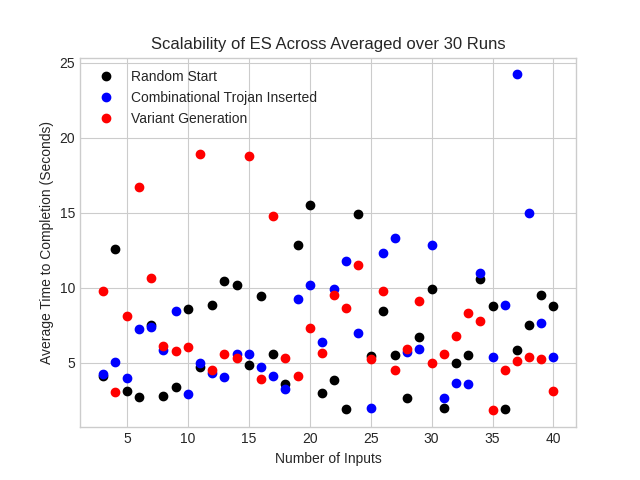 Scalability of ES Across Averaged over 30 Runs
Random Start
Combinational Trojan Inserted
Variant Generation
Average Time to Completion (Seconds)
25
20
15
10
5
5
10
15
20
25
30
35
40
Number of Inputs